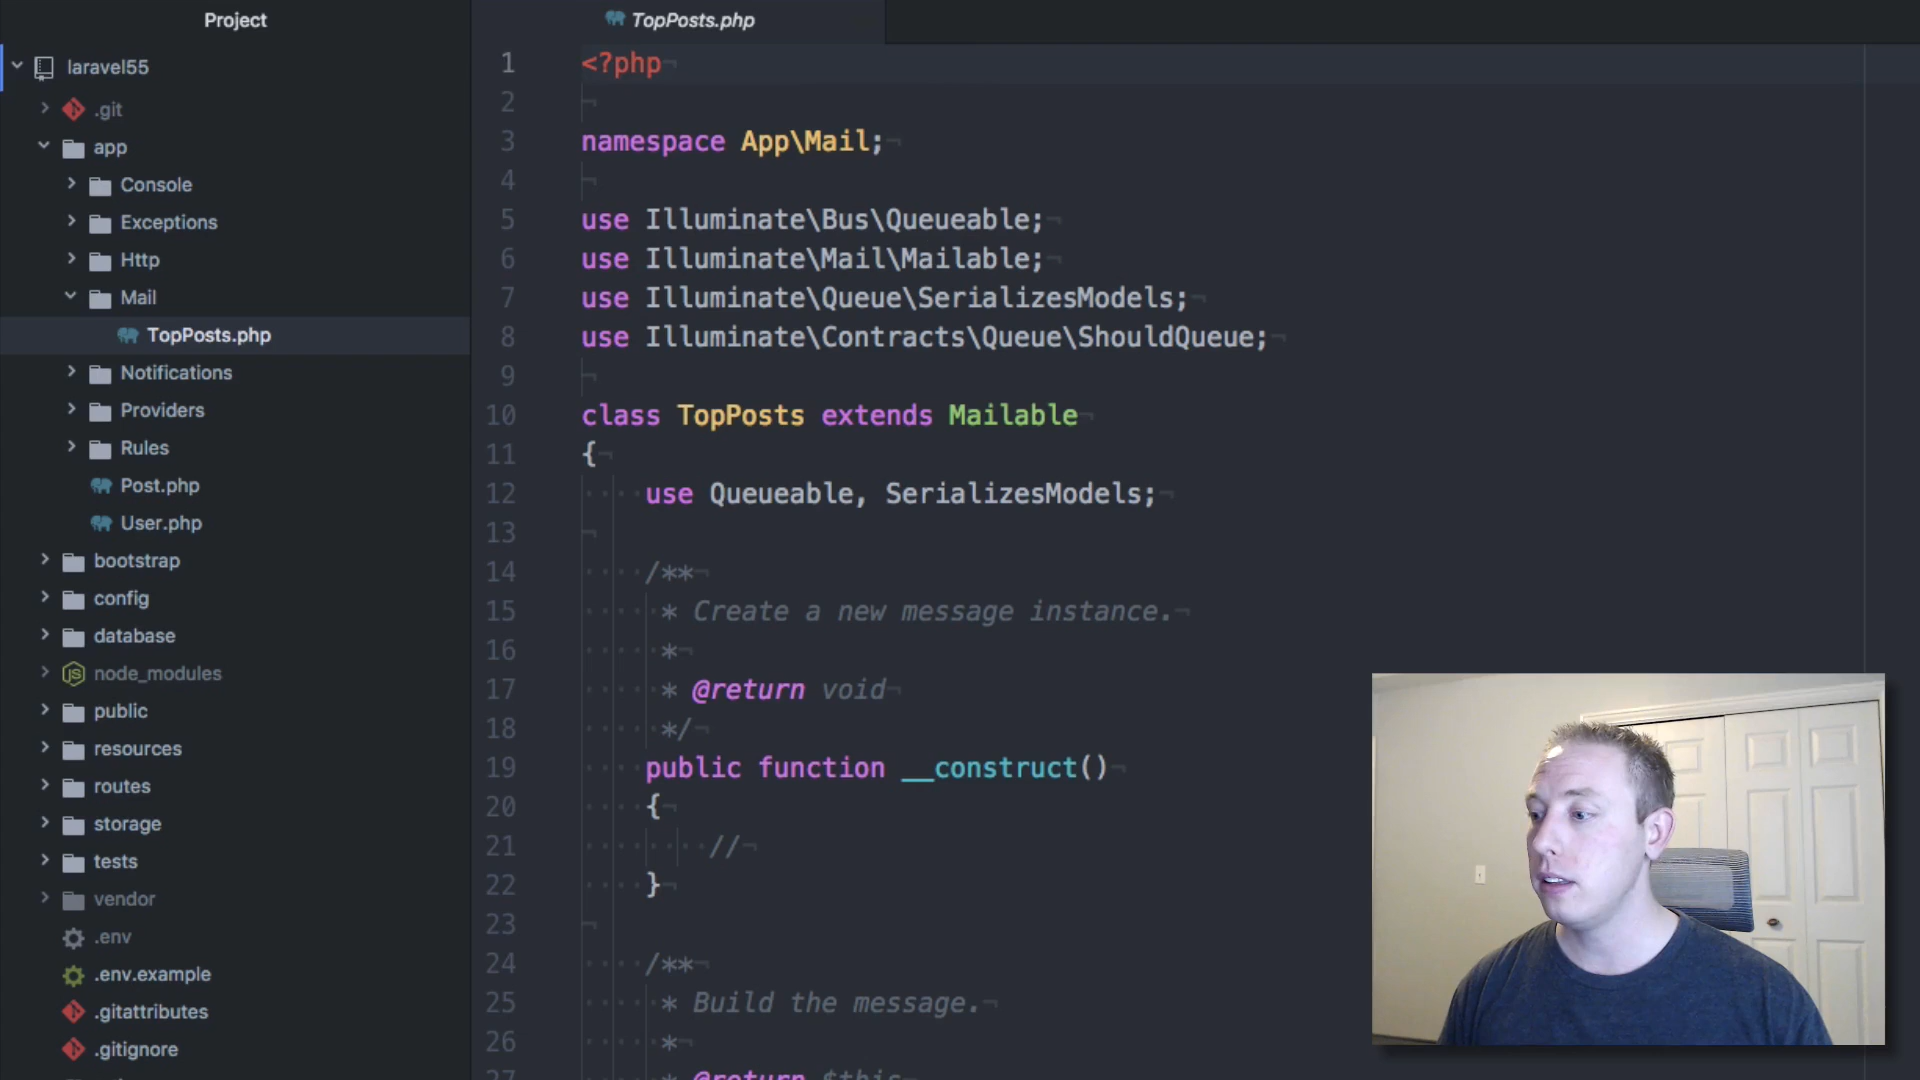 Project
laravel55
.git
app
Console
Exceptions
Http
Mail
TopPosts.php
Notifications
Providers
Rules
Post.php
User.php
bootstrap
config
database
node_modules
public
resources
routes
storage
tests
vendor
.env
.env.example
.gitattributes
.gitignore
TopPosts.php
1 <?php
2
3 namespace App\Mail;
4
5 use Illuminate\Bus\Queueable;
6 use Illuminate\Mail\Mailable;
7 use Illuminate\Queue\SerializesModels;
8 use Illuminate\Contracts\Queue\ShouldQueue;
9
10 class TopPosts extends Mailable
11 {
12 use Queueable, SerializesModels;
13
14 /**
15 * Create a new message instance.
16 *
17 * @return void
18 */
19 public function __construct()
20 {
21 //
22 }
23
24 /**
25 * Build the message.
26 *
27 * @return $this